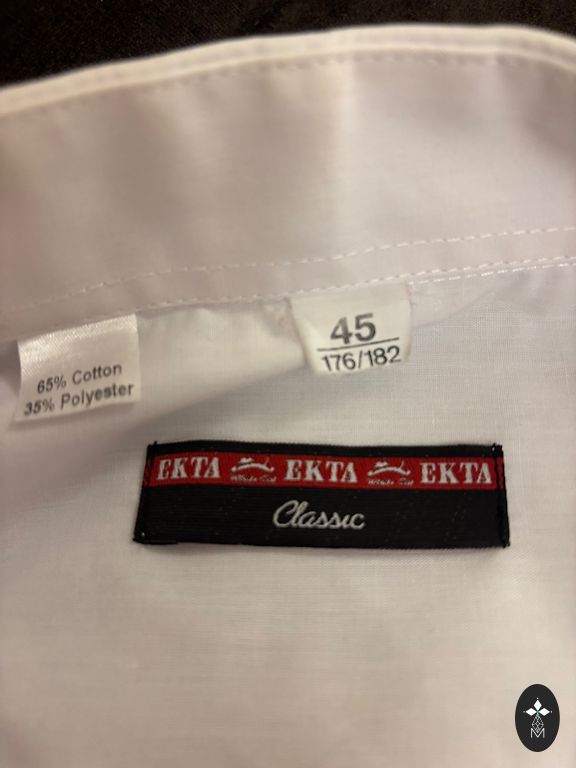 65% Cotton
35% Polyester
45
176/182
EKTA EKTA EKTA
Classic
M